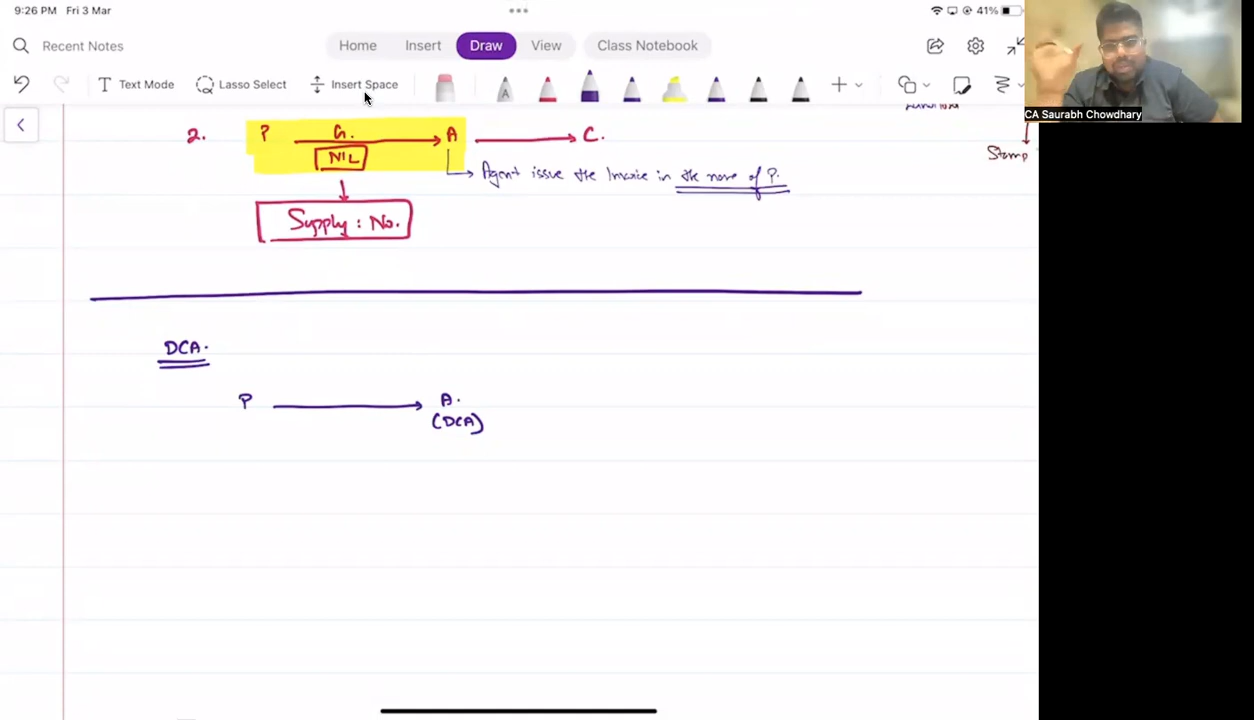 9:26 PM Fri 3 Mar
41%
Recent Notes
Home Insert Draw View Class Notebook
Text Mode Lasso Select Insert Space
CA Saurabh Chowdhary
2. P G. A C.
NIL
Stamp
Agent issue the Invoice in the name of P.
Supply : No.
DCA.
P A.
(DCA)